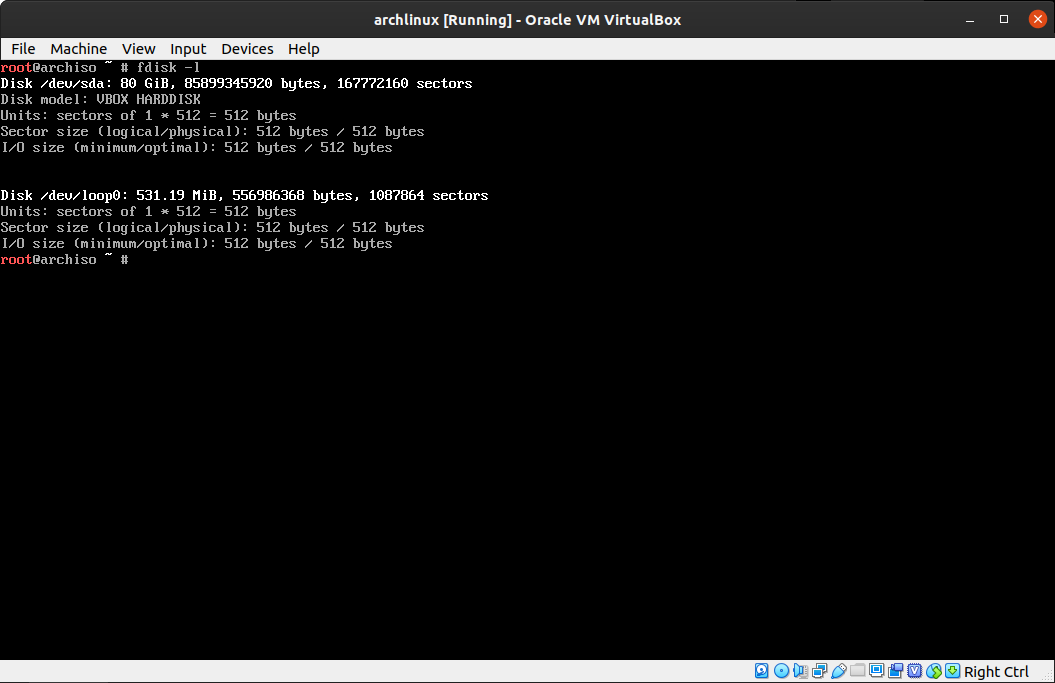 archlinux [Running] - Oracle VM VirtualBox
File Machine View Input Devices Help
root@archiso ~ # fdisk -l
Disk /dev/sda: 80 GiB, 85899345920 bytes, 167772160 sectors
Disk model: VBOX HARDDISK
Units: sectors of 1 * 512 = 512 bytes
Sector size (logical/physical): 512 bytes / 512 bytes
I/O size (minimum/optimal): 512 bytes / 512 bytes
Disk /dev/loop0: 531.19 MiB, 556986368 bytes, 1087864 sectors
Units: sectors of 1 * 512 = 512 bytes
Sector size (logical/physical): 512 bytes / 512 bytes
I/O size (minimum/optimal): 512 bytes / 512 bytes
root@archiso ~ #
Right Ctrl